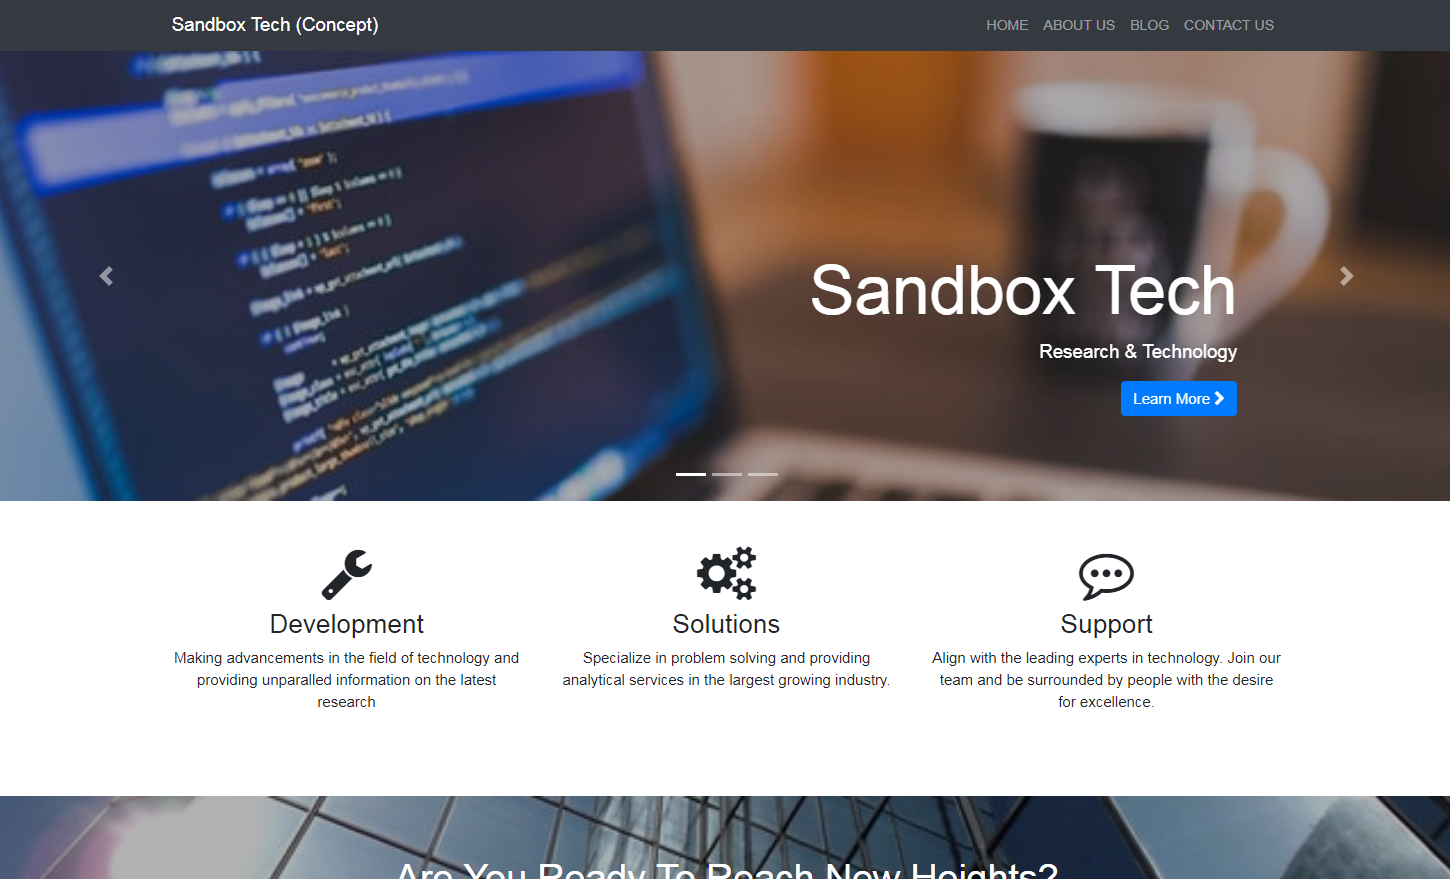 Sandbox Tech (Concept)
HOME ABOUT US BLOG CONTACT US
Sandbox Tech
Research & Technology
Learn More
Development
Making advancements in the field of technology and
providing unparalled information on the latest
research
Solutions
Specialize in problem solving and providing
analytical services in the largest growing industry.
Support
Align with the leading experts in technology. Join our
team and be surrounded by people with the desire
for excellence.
Are You Ready To Reach New Heights?